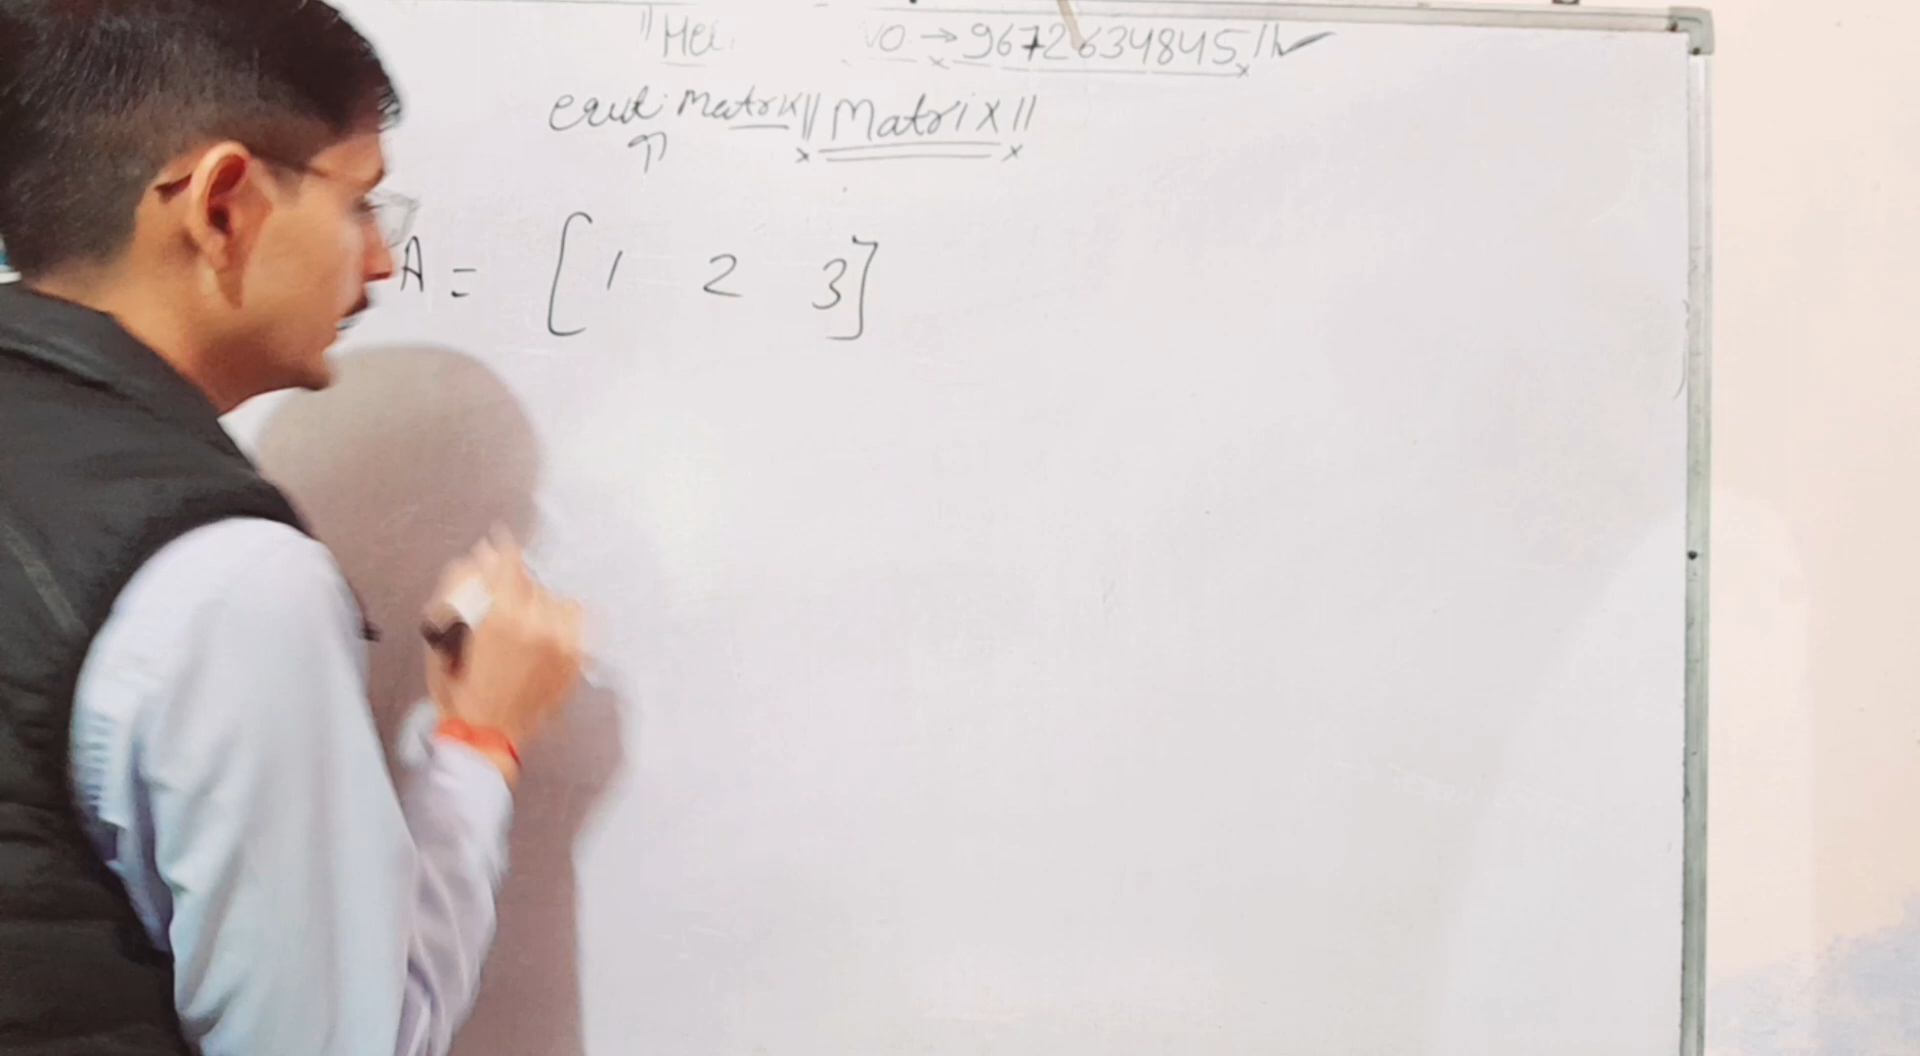 "Hel NO. → 9672634845 //✓
Matrix // Matrix //
A = [ 1 2 3 ]